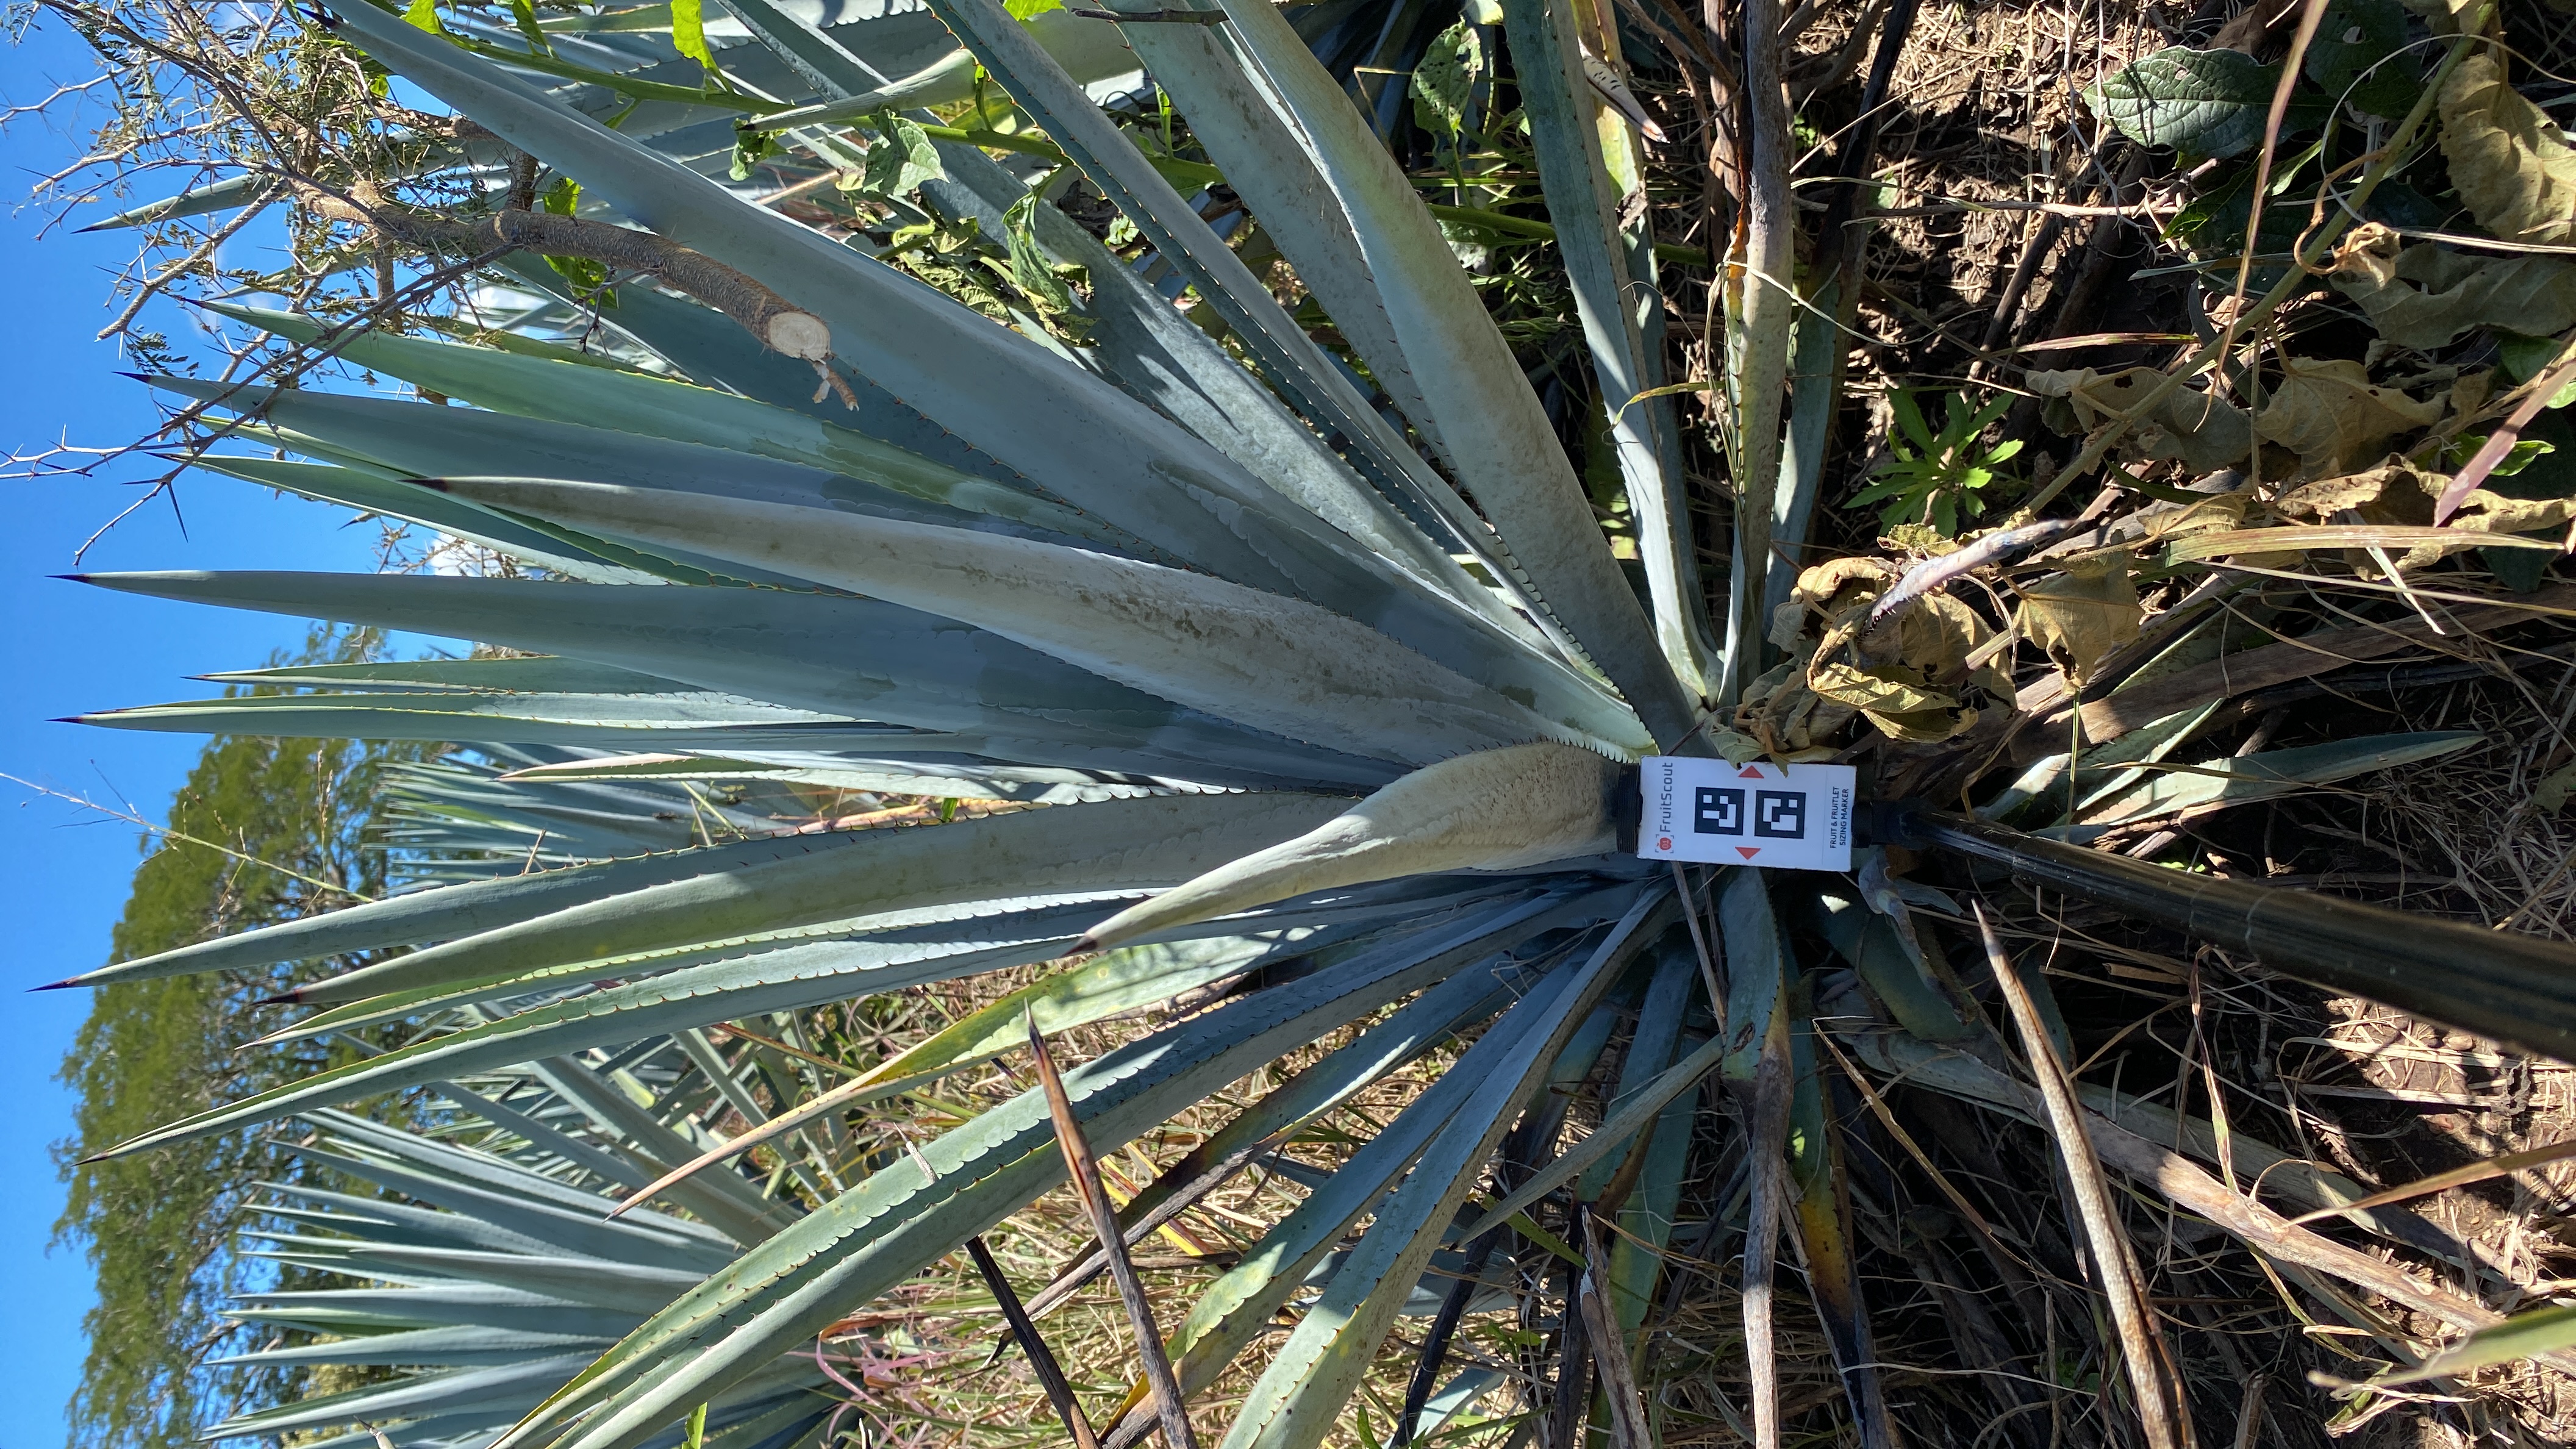 FruitScout
FRUIT & FRUITLET
SIZING MARKER